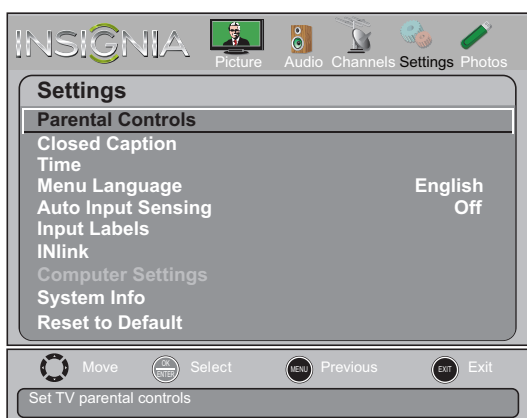 INSIGNIA
Picture Audio Channels Settings Photos
Settings
Parental Controls
Closed Caption
Time
Menu Language English
Auto Input Sensing Off
Input Labels
INlink
Computer Settings
System Info
Reset to Default
Move OK ENTER Select MENU Previous EXIT Exit
Set TV parental controls